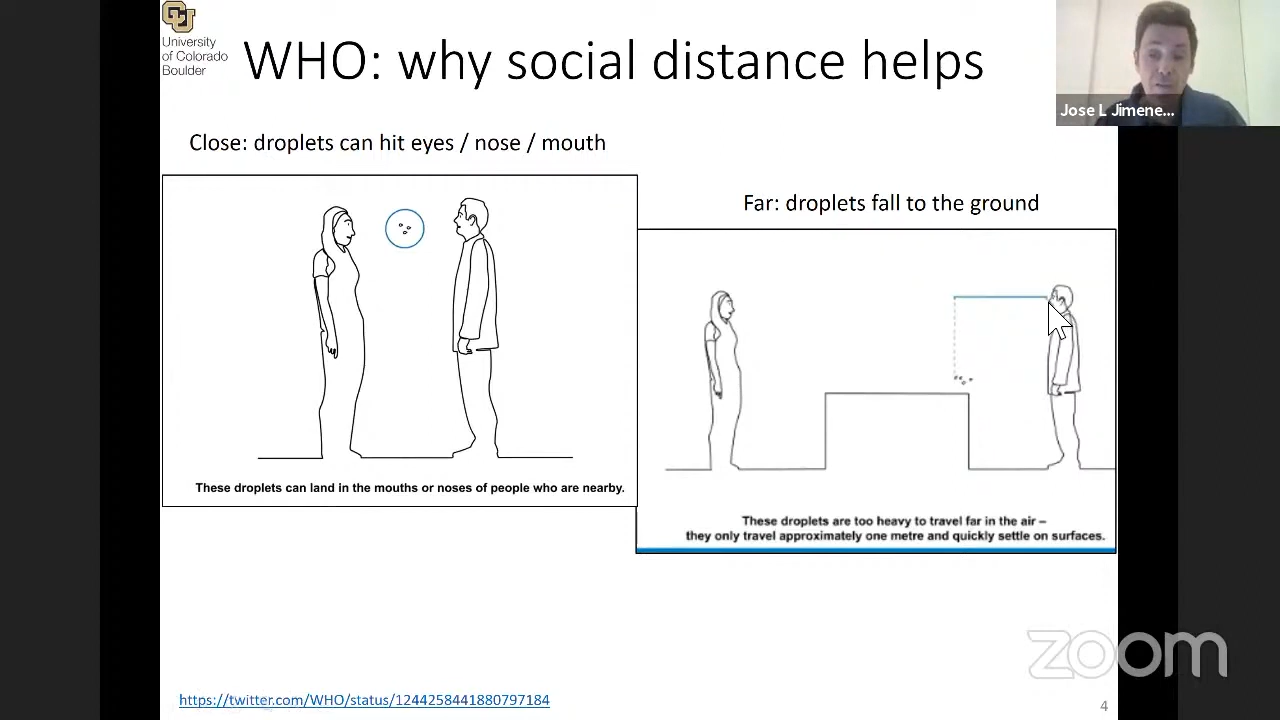 University
of Colorado
Boulder
WHO: why social distance helps
Jose L Jimene...
Close: droplets can hit eyes / nose / mouth
Far: droplets fall to the ground
These droplets can land in the mouths or noses of people who are nearby.
These droplets are too heavy to travel far in the air –
they only travel approximately one metre and quickly settle on surfaces.
zoom
https://twitter.com/WHO/status/1244258441880797184
4